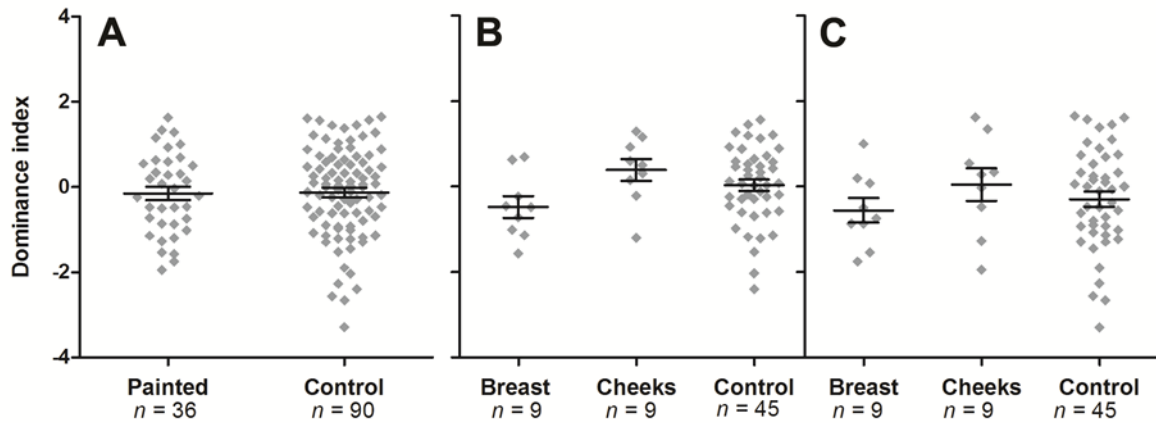 A B C
4
2
0
-2
-4
Dominance index
Painted Control Breast Cheeks Control Breast Cheeks Control
n = 36 n = 90 n = 9 n = 9 n = 45 n = 9 n = 9 n = 45